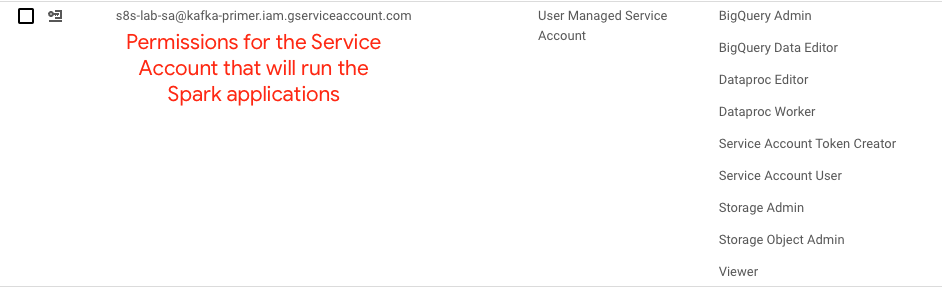 s8s-lab-sa@kafka-primer.iam.gserviceaccount.com
Permissions for the Service
Account that will run the
Spark applications
User Managed Service
Account
BigQuery Admin
BigQuery Data Editor
Dataproc Editor
Dataproc Worker
Service Account Token Creator
Service Account User
Storage Admin
Storage Object Admin
Viewer